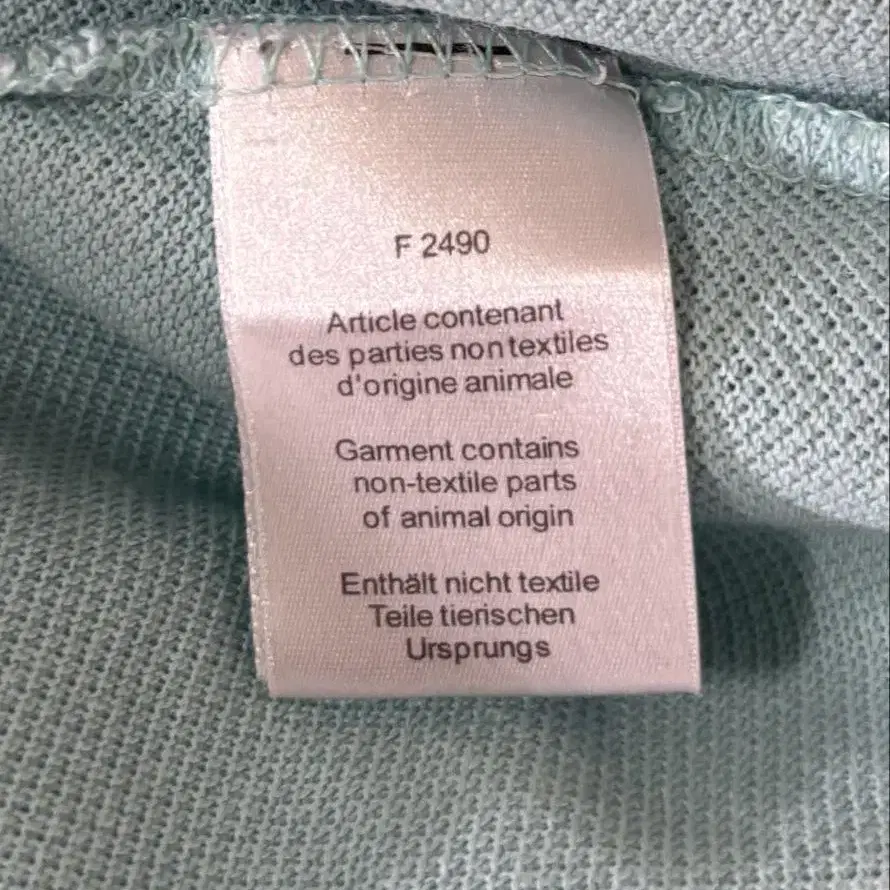 F 2490
Article contenant
des parties non textiles
d'origine animale
Garment contains
non-textile parts
of animal origin
Enthält nicht textile
Teile tierischen
Ursprungs